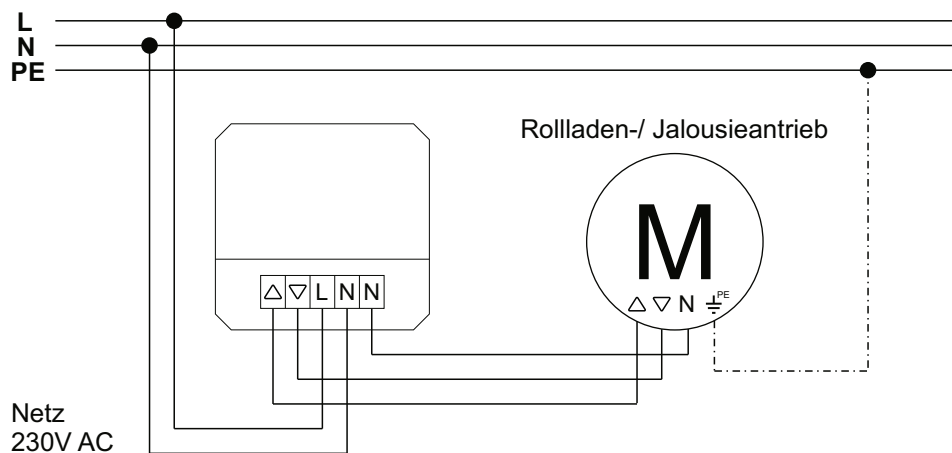 L
N
PE
Rollladen-/ Jalousieantrieb
M
L N N
N PE
Netz
230V AC